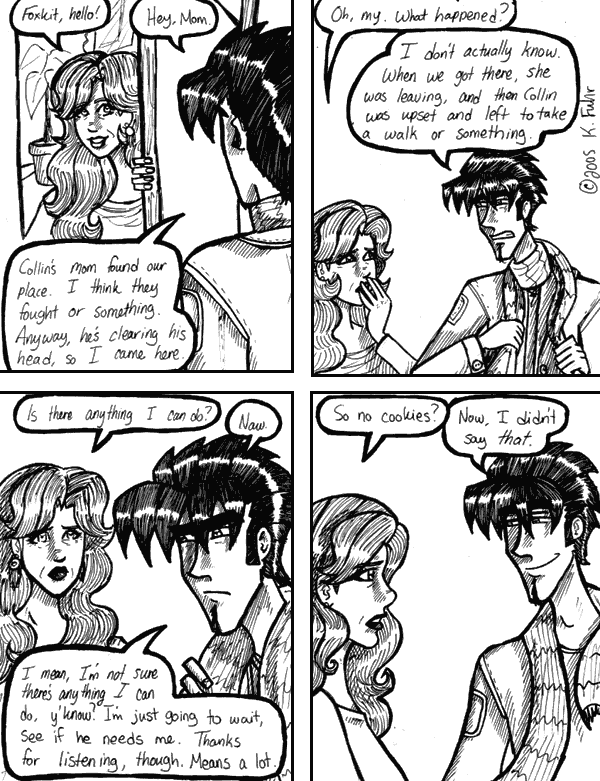 Foxkit, hello!
Hey, Mom.
Collin's mom found our
place. I think they
fought or something.
Anyway, he's clearing his
head, so I came here.
Oh, my. What happened?
I don't actually know.
When we got there, she
was leaving, and then Collin
was upset and left to take
a walk or something.
©2005 K. Fuhr
Is there anything I can do?
Naw.
I mean, I'm not sure
there's anything I can
do, y'know? I'm just going to wait,
see if he needs me. Thanks
for listening, though. Means a lot.
So no cookies?
Now, I didn't
say that.